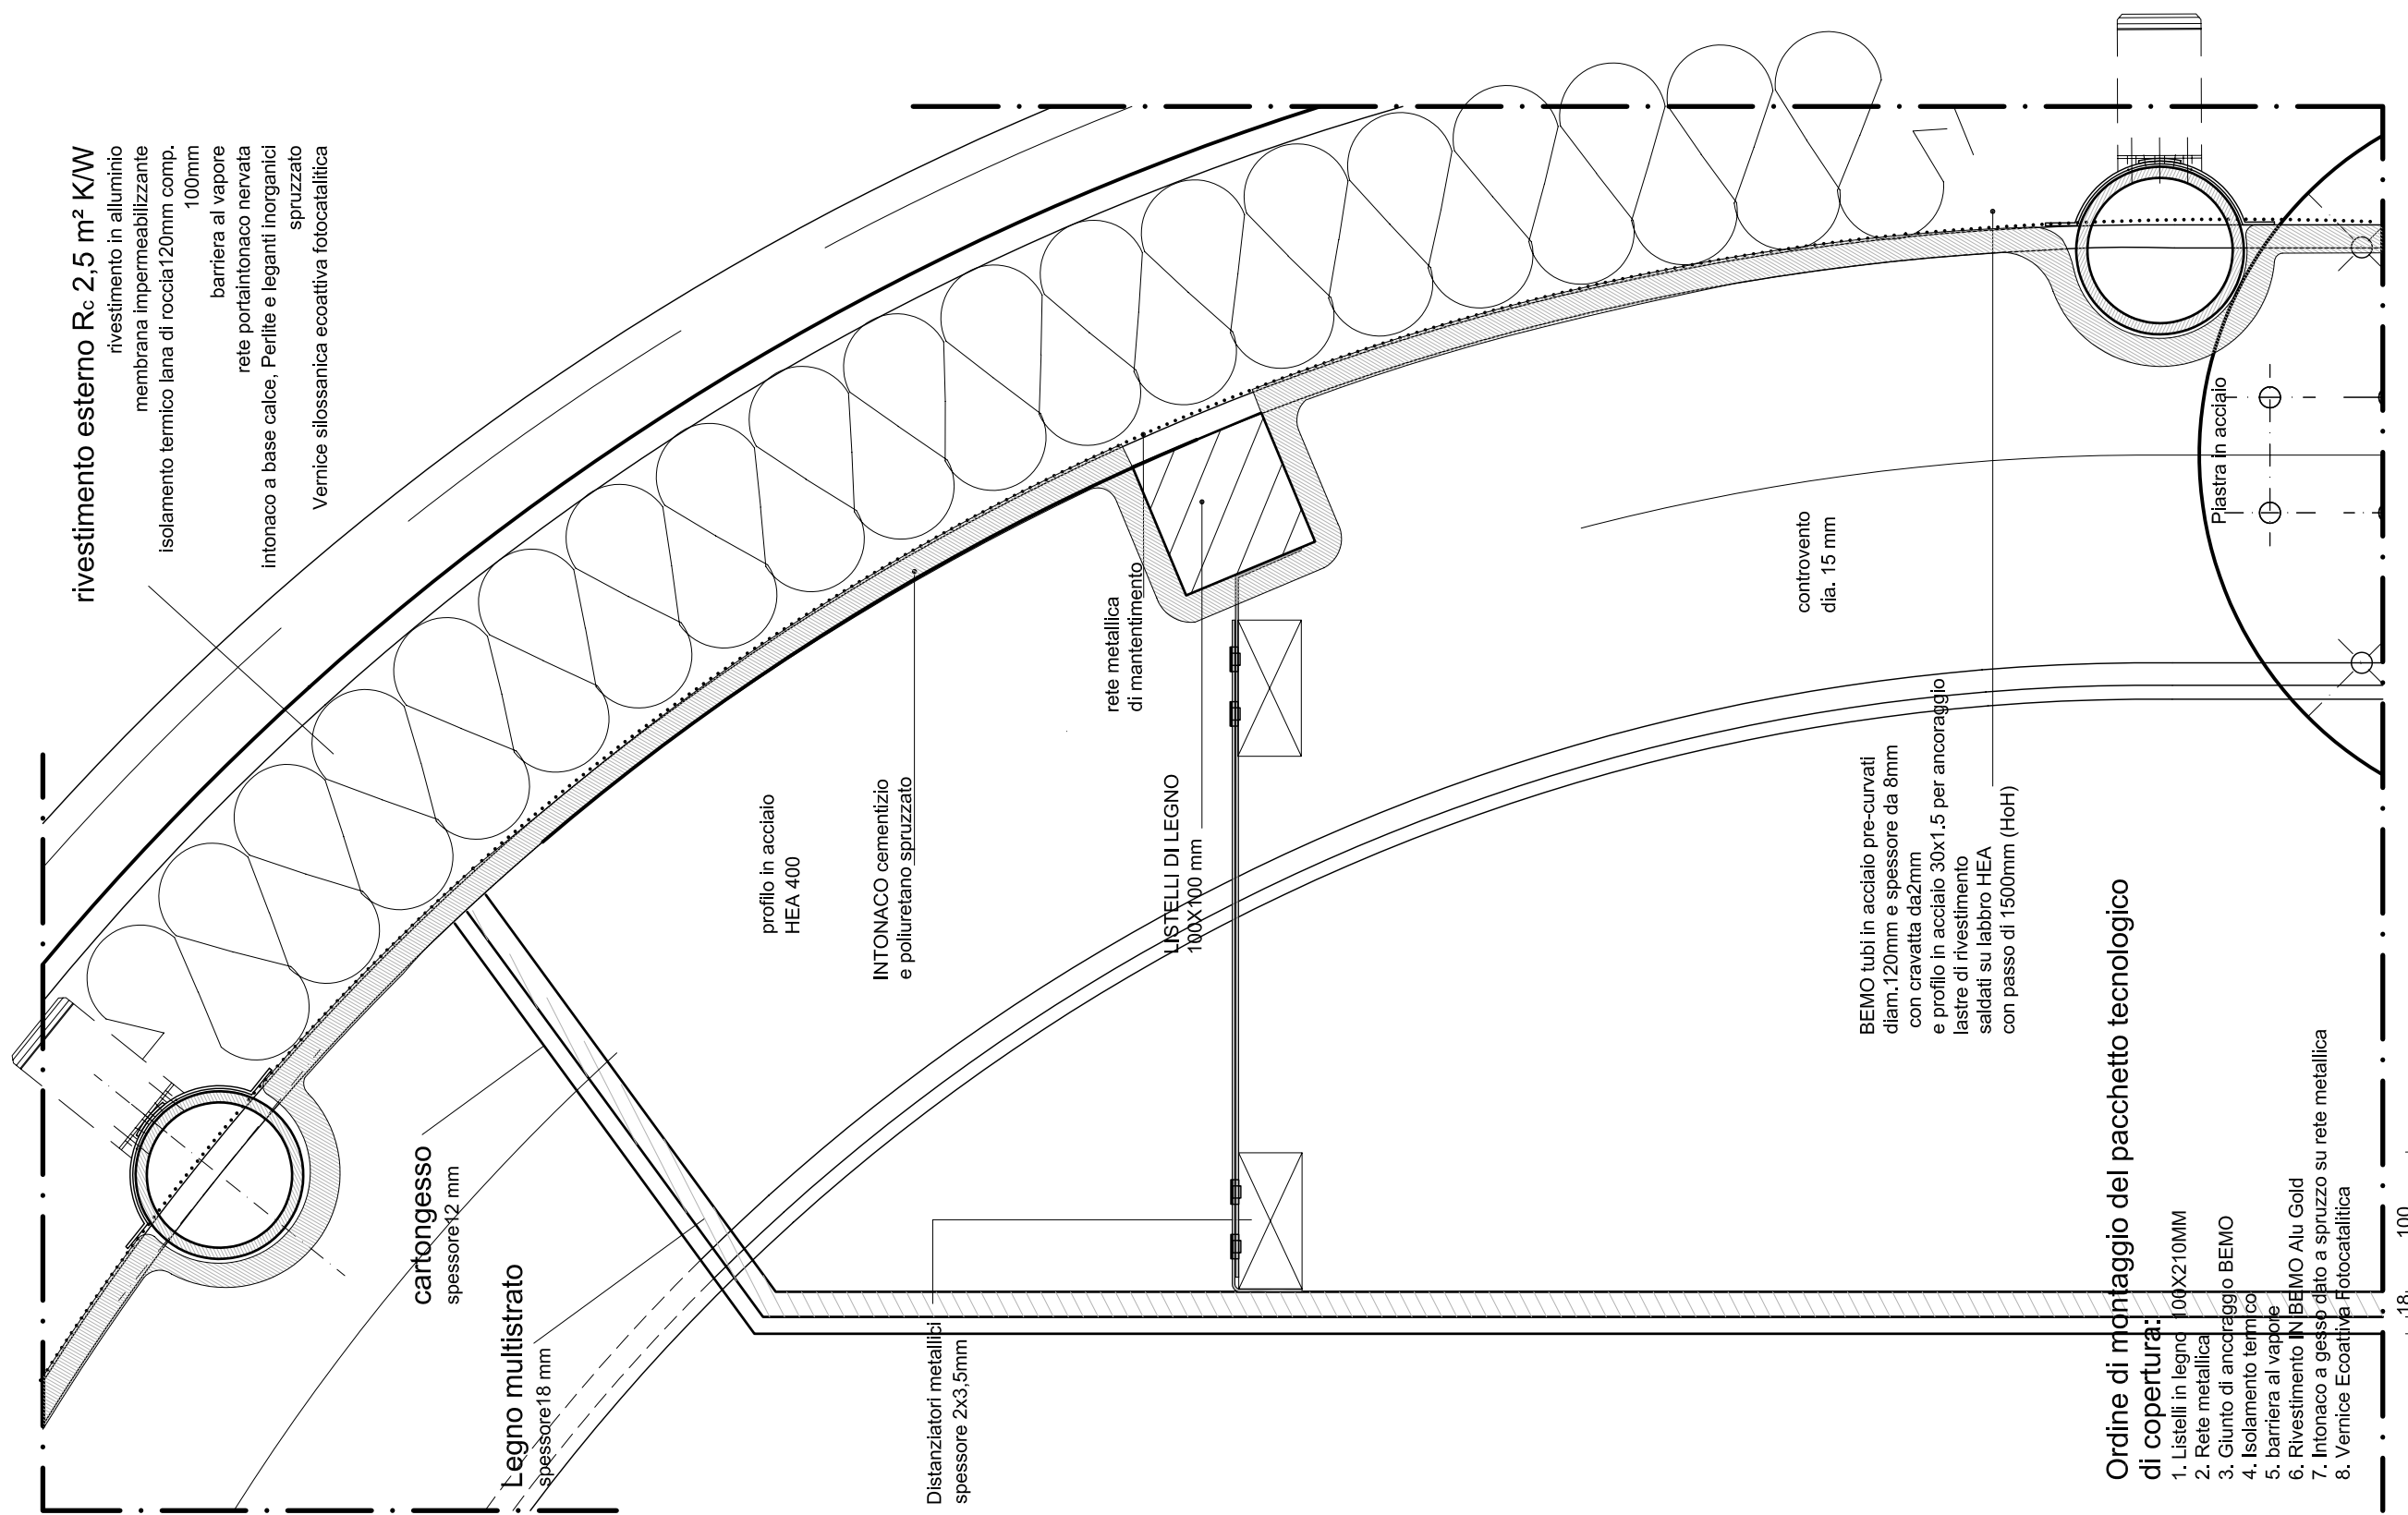 rivestimento esterno Rc 2,5 m² K/W
rivestimento in alluminio
membrana impermeabilizzante
isolamento termico lana di roccia120mm comp.
100mm
barriera al vapore
rete portaintonaco nervata
intonaco a base calce, Perlite e leganti inorganici
spruzzato
Vernice silossanica ecoattiva fotocatalitica
cartongesso
spessore12 mm
Legno multistrato
spessore18 mm
profilo in acciaio
HEA 400
INTONACO cementizio
e poliuretano spruzzato
Distanziatori metallici
spessore 2x3,5mm
rete metallica
di mantentimento
LISTELLI DI LEGNO
100X100 mm
controvento
dia. 15 mm
BEMO tubi in acciaio pre-curvati
diam.120mm e spessore da 8mm
con cravatta da2mm
e profilo in acciaio 30x1.5 per ancoraggio
lastre di rivestimento
saldati su labbro HEA
con passo di 1500mm (HoH)
Piastra in acciaio
Ordine di montaggio del pacchetto tecnologico
di copertura:
1. Listelli in legno 100X210MM
2. Rete metallica
3. Giunto di ancoraggio BEMO
4. Isolamento termico
5. barriera al vapore
6. Rivestimento IN BEMO Alu Gold
7. Intonaco a gesso dato a spruzzo su rete metallica
8. Vernice Ecoattiva Fotocatalitica
18
100